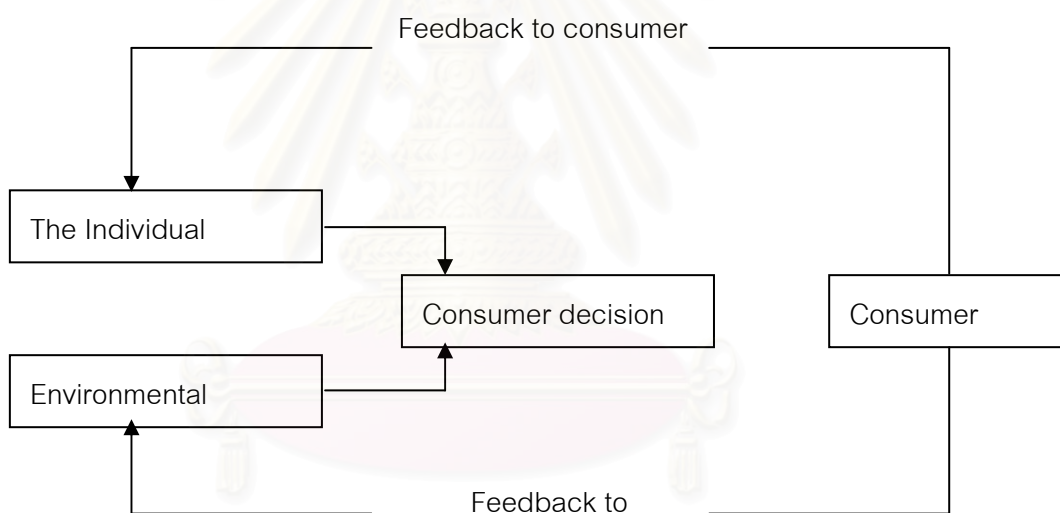 Feedback to consumer
The Individual
Consumer decision
Consumer
Environmental
Feedback to